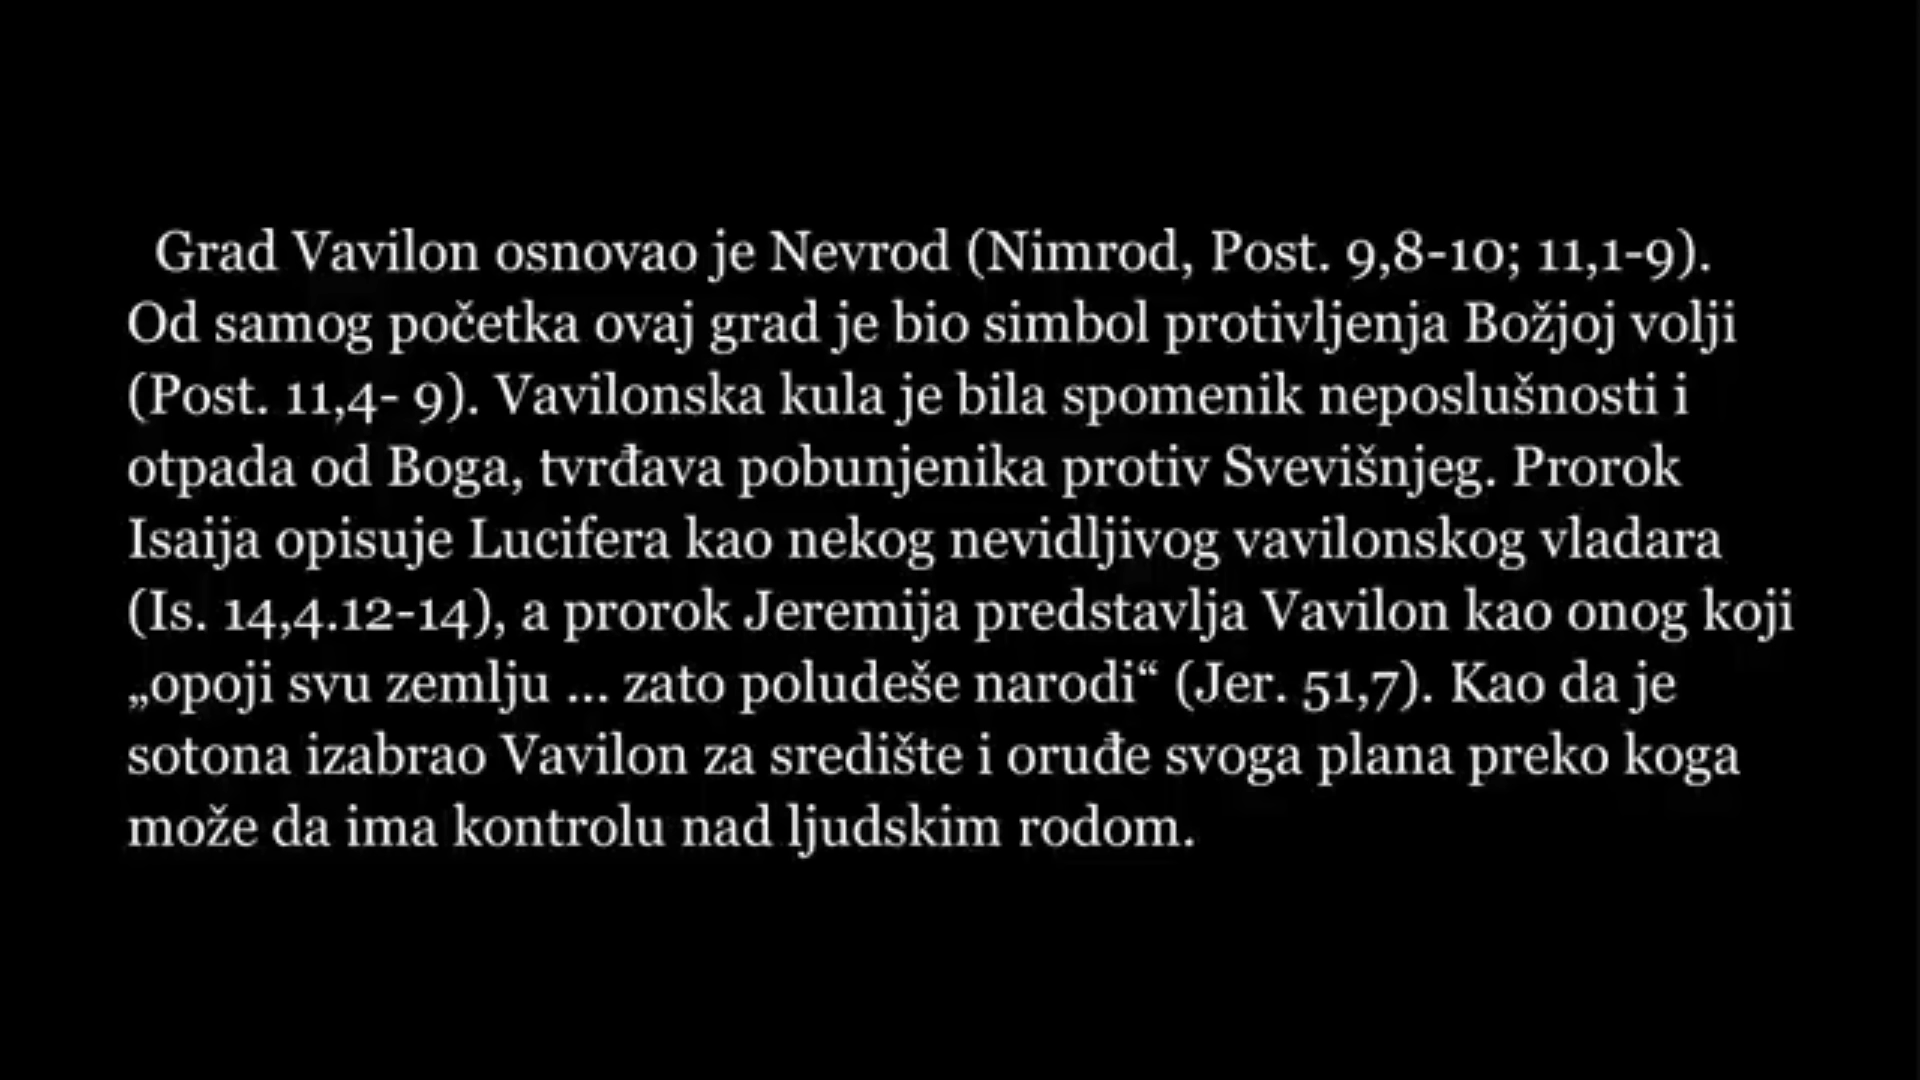 Grad Vavilon osnovao je Nevrod (Nimrod, Post. 9,8-10; 11,1-9).
Od samog početka ovaj grad je bio simbol protivljenja Božjoj volji
(Post. 11,4- 9). Vavilonska kula je bila spomenik neposlušnosti i
otpada od Boga, tvrđava pobunjenika protiv Svevišnjeg. Prorok
Isaija opisuje Lucifera kao nekog nevidljivog vavilonskog vladara
(Is. 14,4.12-14), a prorok Jeremija predstavlja Vavilon kao onog koji
„opoji svu zemlju ... zato poludeše narodi“ (Jer. 51,7). Kao da je
sotona izabrao Vavilon za središte i oruđe svoga plana preko koga
može da ima kontrolu nad ljudskim rodom.